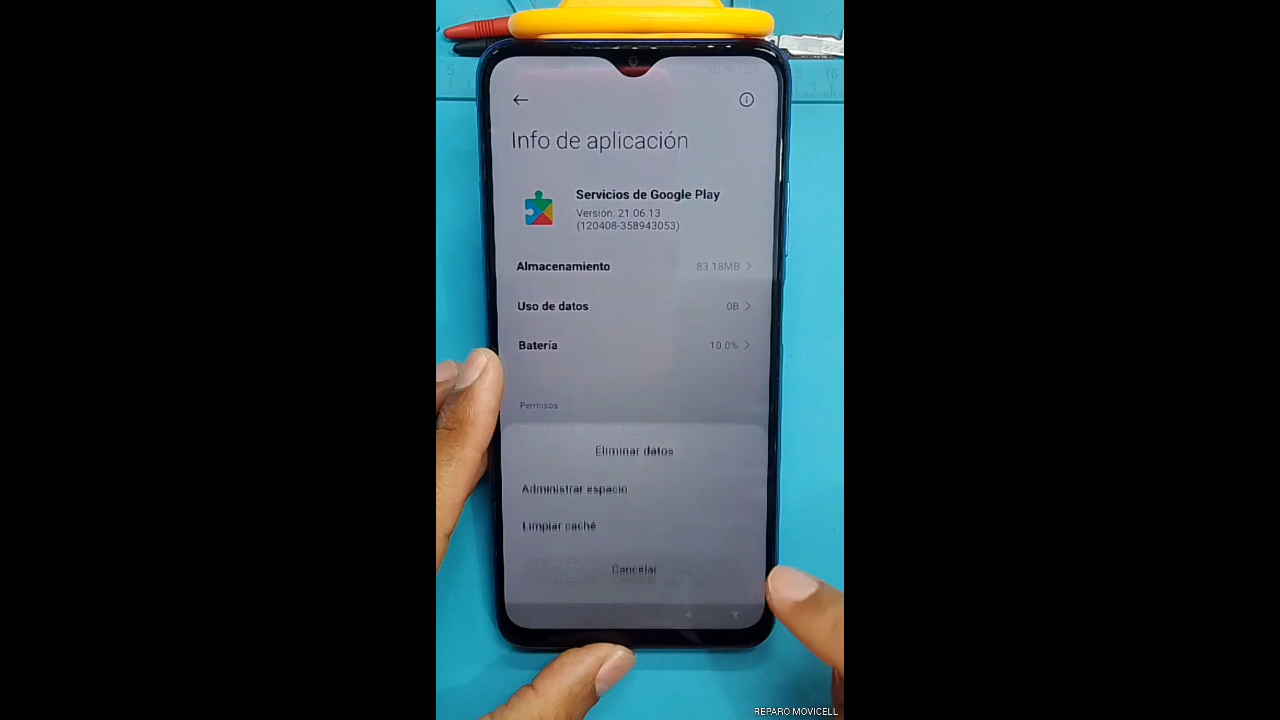 Info de aplicación
Servicios de Google Play
Versión: 21.06.13
(120408-358943053)
Almacenamiento 83.18MB
Uso de datos 0B
Batería 10.0%
Permisos
Eliminar datos
Administrar espacio
Limpiar caché
Cancelar
REPARO MOVICELL